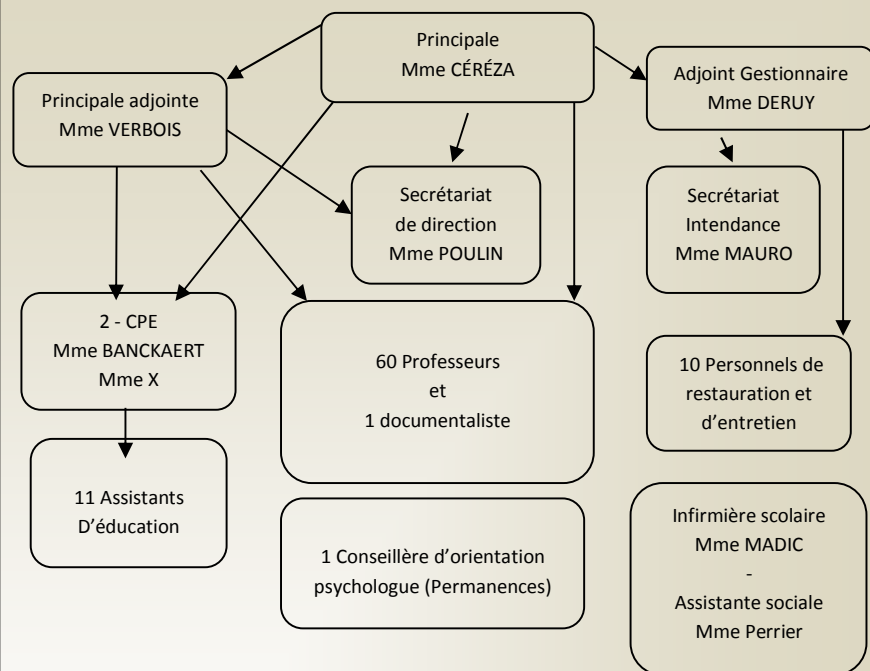 Principale
Mme CÉRÉZA
Adjoint Gestionnaire
Mme DERUY
Principale adjointe
Mme VERBOIS
Secrétariat
de direction
Mme POULIN
Secrétariat
Intendance
Mme MAURO
2 - CPE
Mme BANCKAERT
Mme X
60 Professeurs
et
1 documentaliste
10 Personnels de
restauration et
d’entretien
11 Assistants
D’éducation
1 Conseillère d’orientation
psychologue (Permanences)
Infirmière scolaire
Mme MADIC
-
Assistante sociale
Mme Perrier